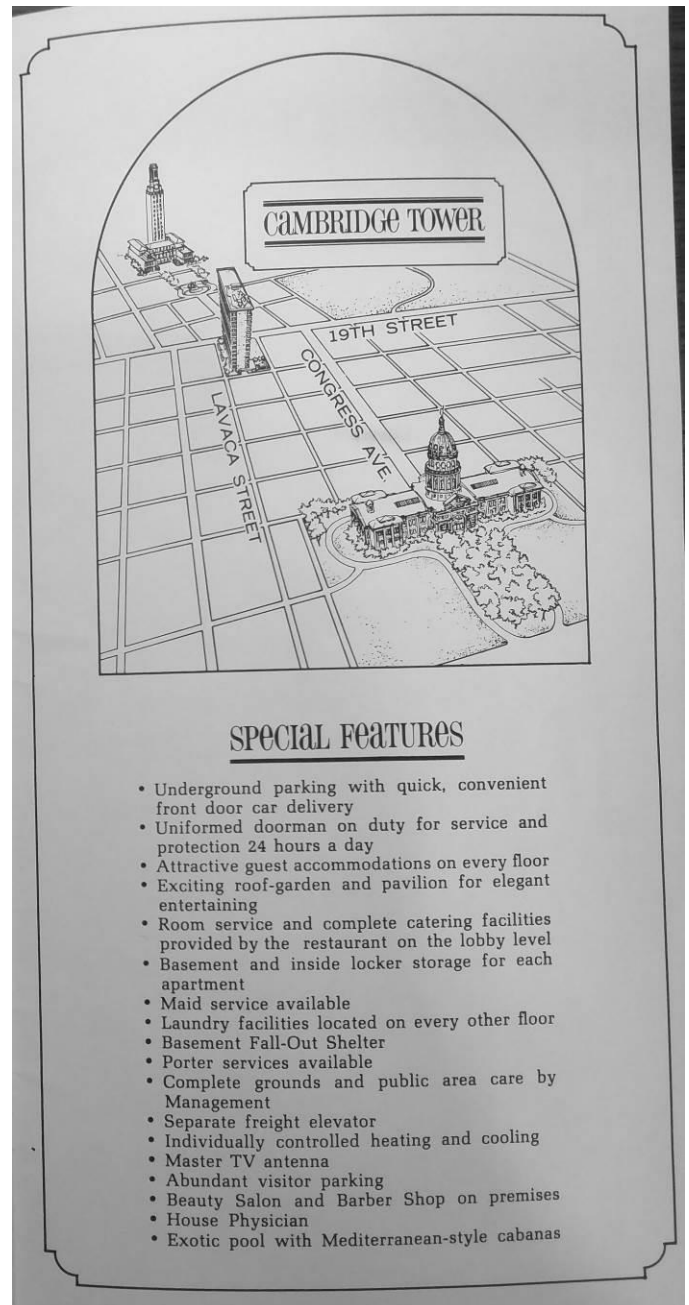 CAMBRIDGE TOWER
19TH STREET
CONGRESS AVE.
LAVACA STREET
SPECIAL FEATURES
• Underground parking with quick, convenient
front door car delivery
• Uniformed doorman on duty for service and
protection 24 hours a day
• Attractive guest accommodations on every floor
• Exciting roof-garden and pavilion for elegant
entertaining
• Room service and complete catering facilities
provided by the restaurant on the lobby level
• Basement and inside locker storage for each
apartment
• Maid service available
• Laundry facilities located on every other floor
• Basement Fall-Out Shelter
• Porter services available
• Complete grounds and public area care by
Management
• Separate freight elevator
• Individually controlled heating and cooling
• Master TV antenna
• Abundant visitor parking
• Beauty Salon and Barber Shop on premises
• House Physician
• Exotic pool with Mediterranean-style cabanas